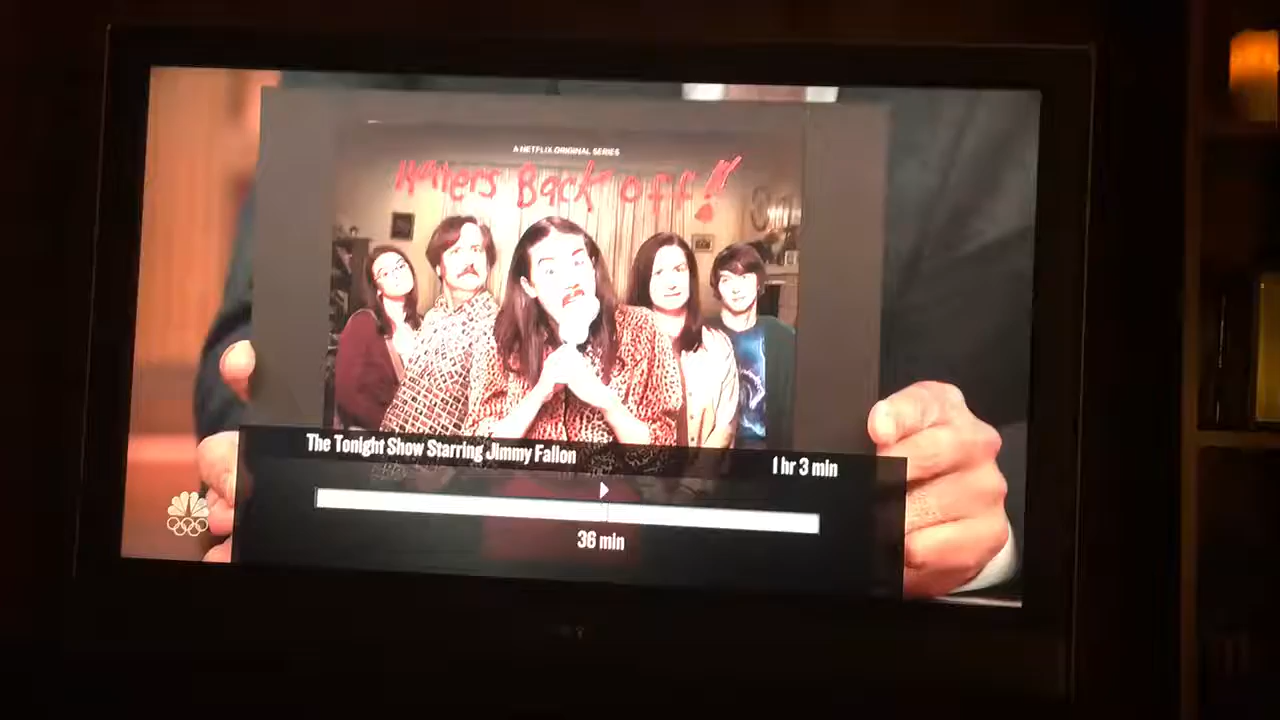 A NETFLIX ORIGINAL SERIES
Haters Back off!!
The Tonight Show Starring Jimmy Fallon
1 hr 3 min
36 min